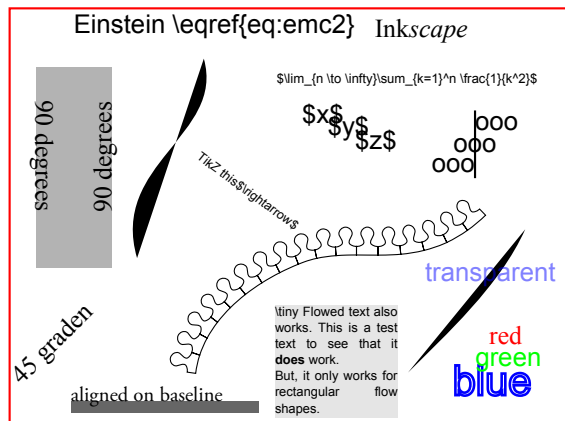 Einstein \eqref{eq:emc2}
Inkscape
$\lim_{n \to \infty}\sum_{k=1}^n \frac{1}{k^2}$
90 degrees
90 degrees
$x$
$y$
$z$
ooo
ooo
ooo
TikZ this$\rightarrow$
transparent
\tiny Flowed text also
works. This is a test
text to see that it
does work.
But, it only works for
rectangular flow
shapes.
red
green
blue
45 graden
aligned on baseline